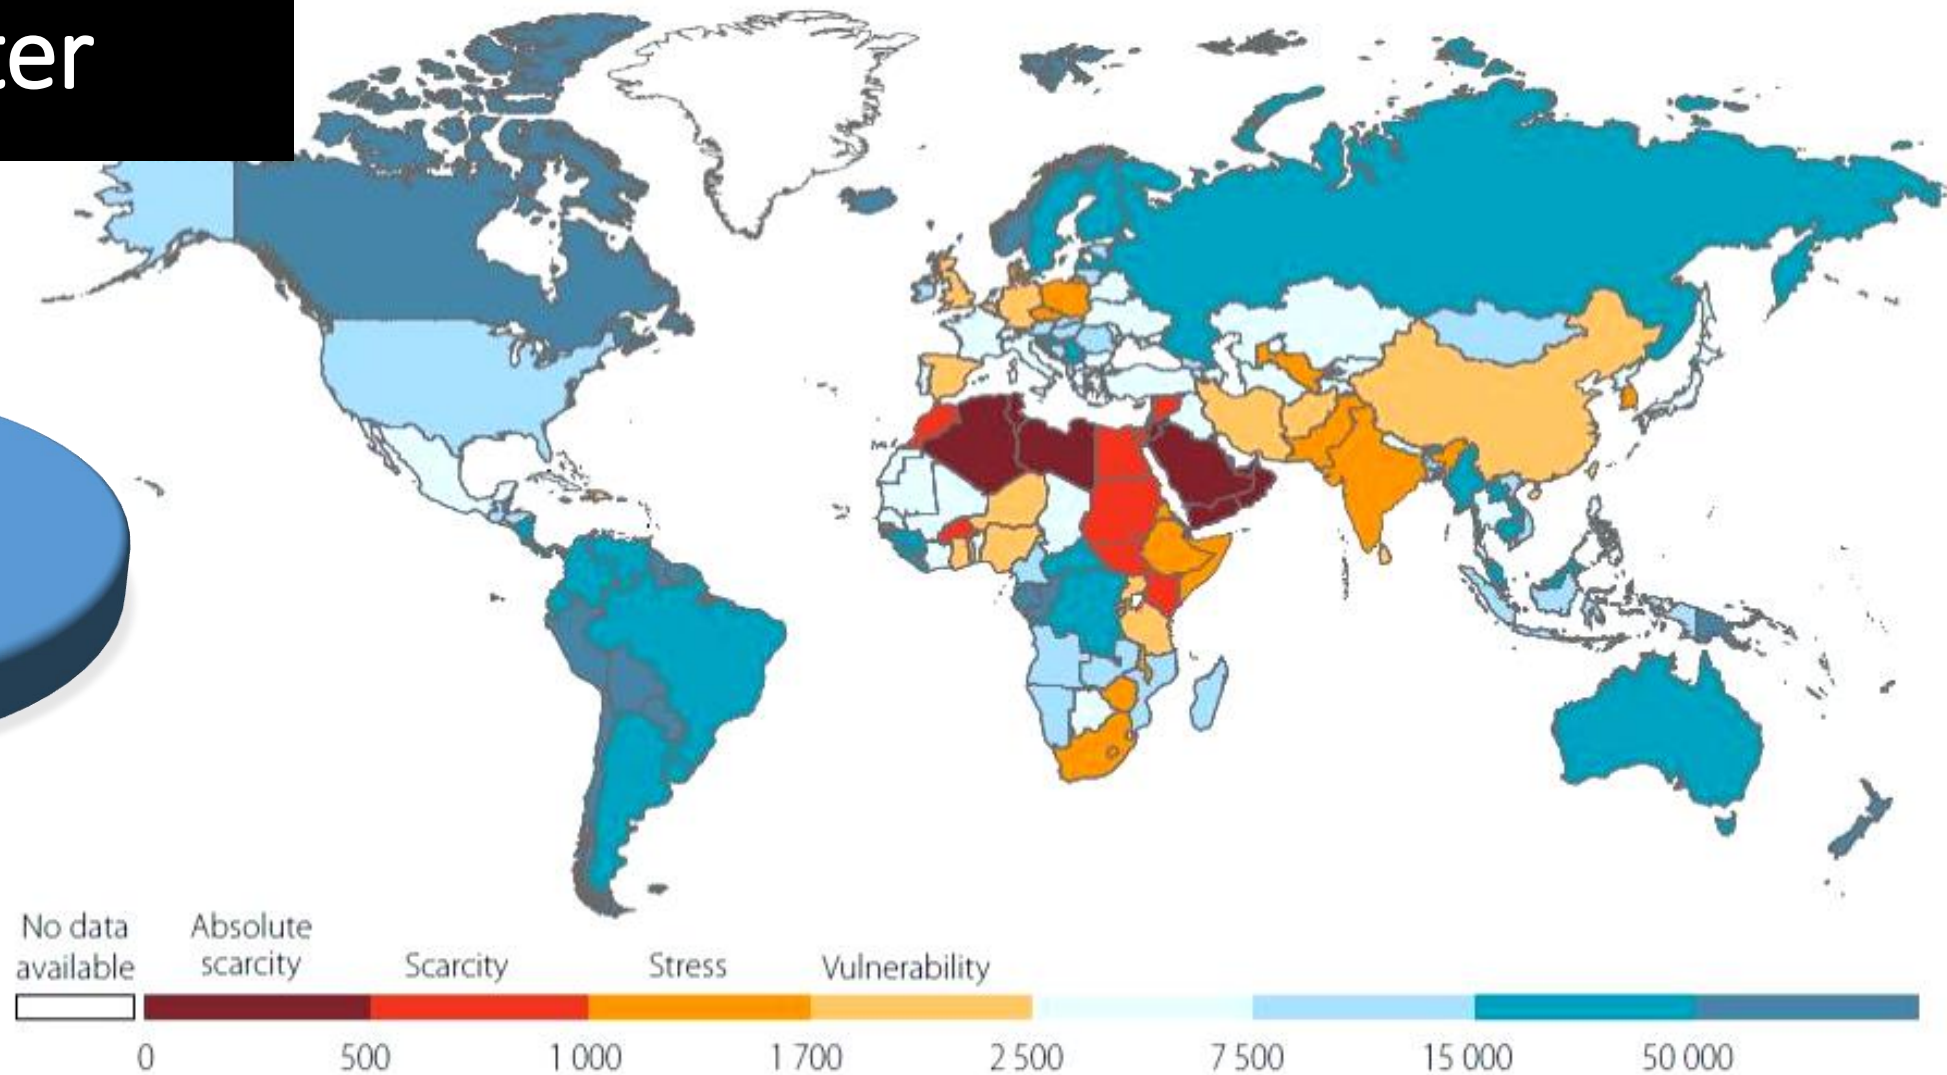 ter
No data
available
Absolute
scarcity
Scarcity
Stress
Vulnerability
0 500 1 000 1 700 2 500 7 500 15 000 50 000